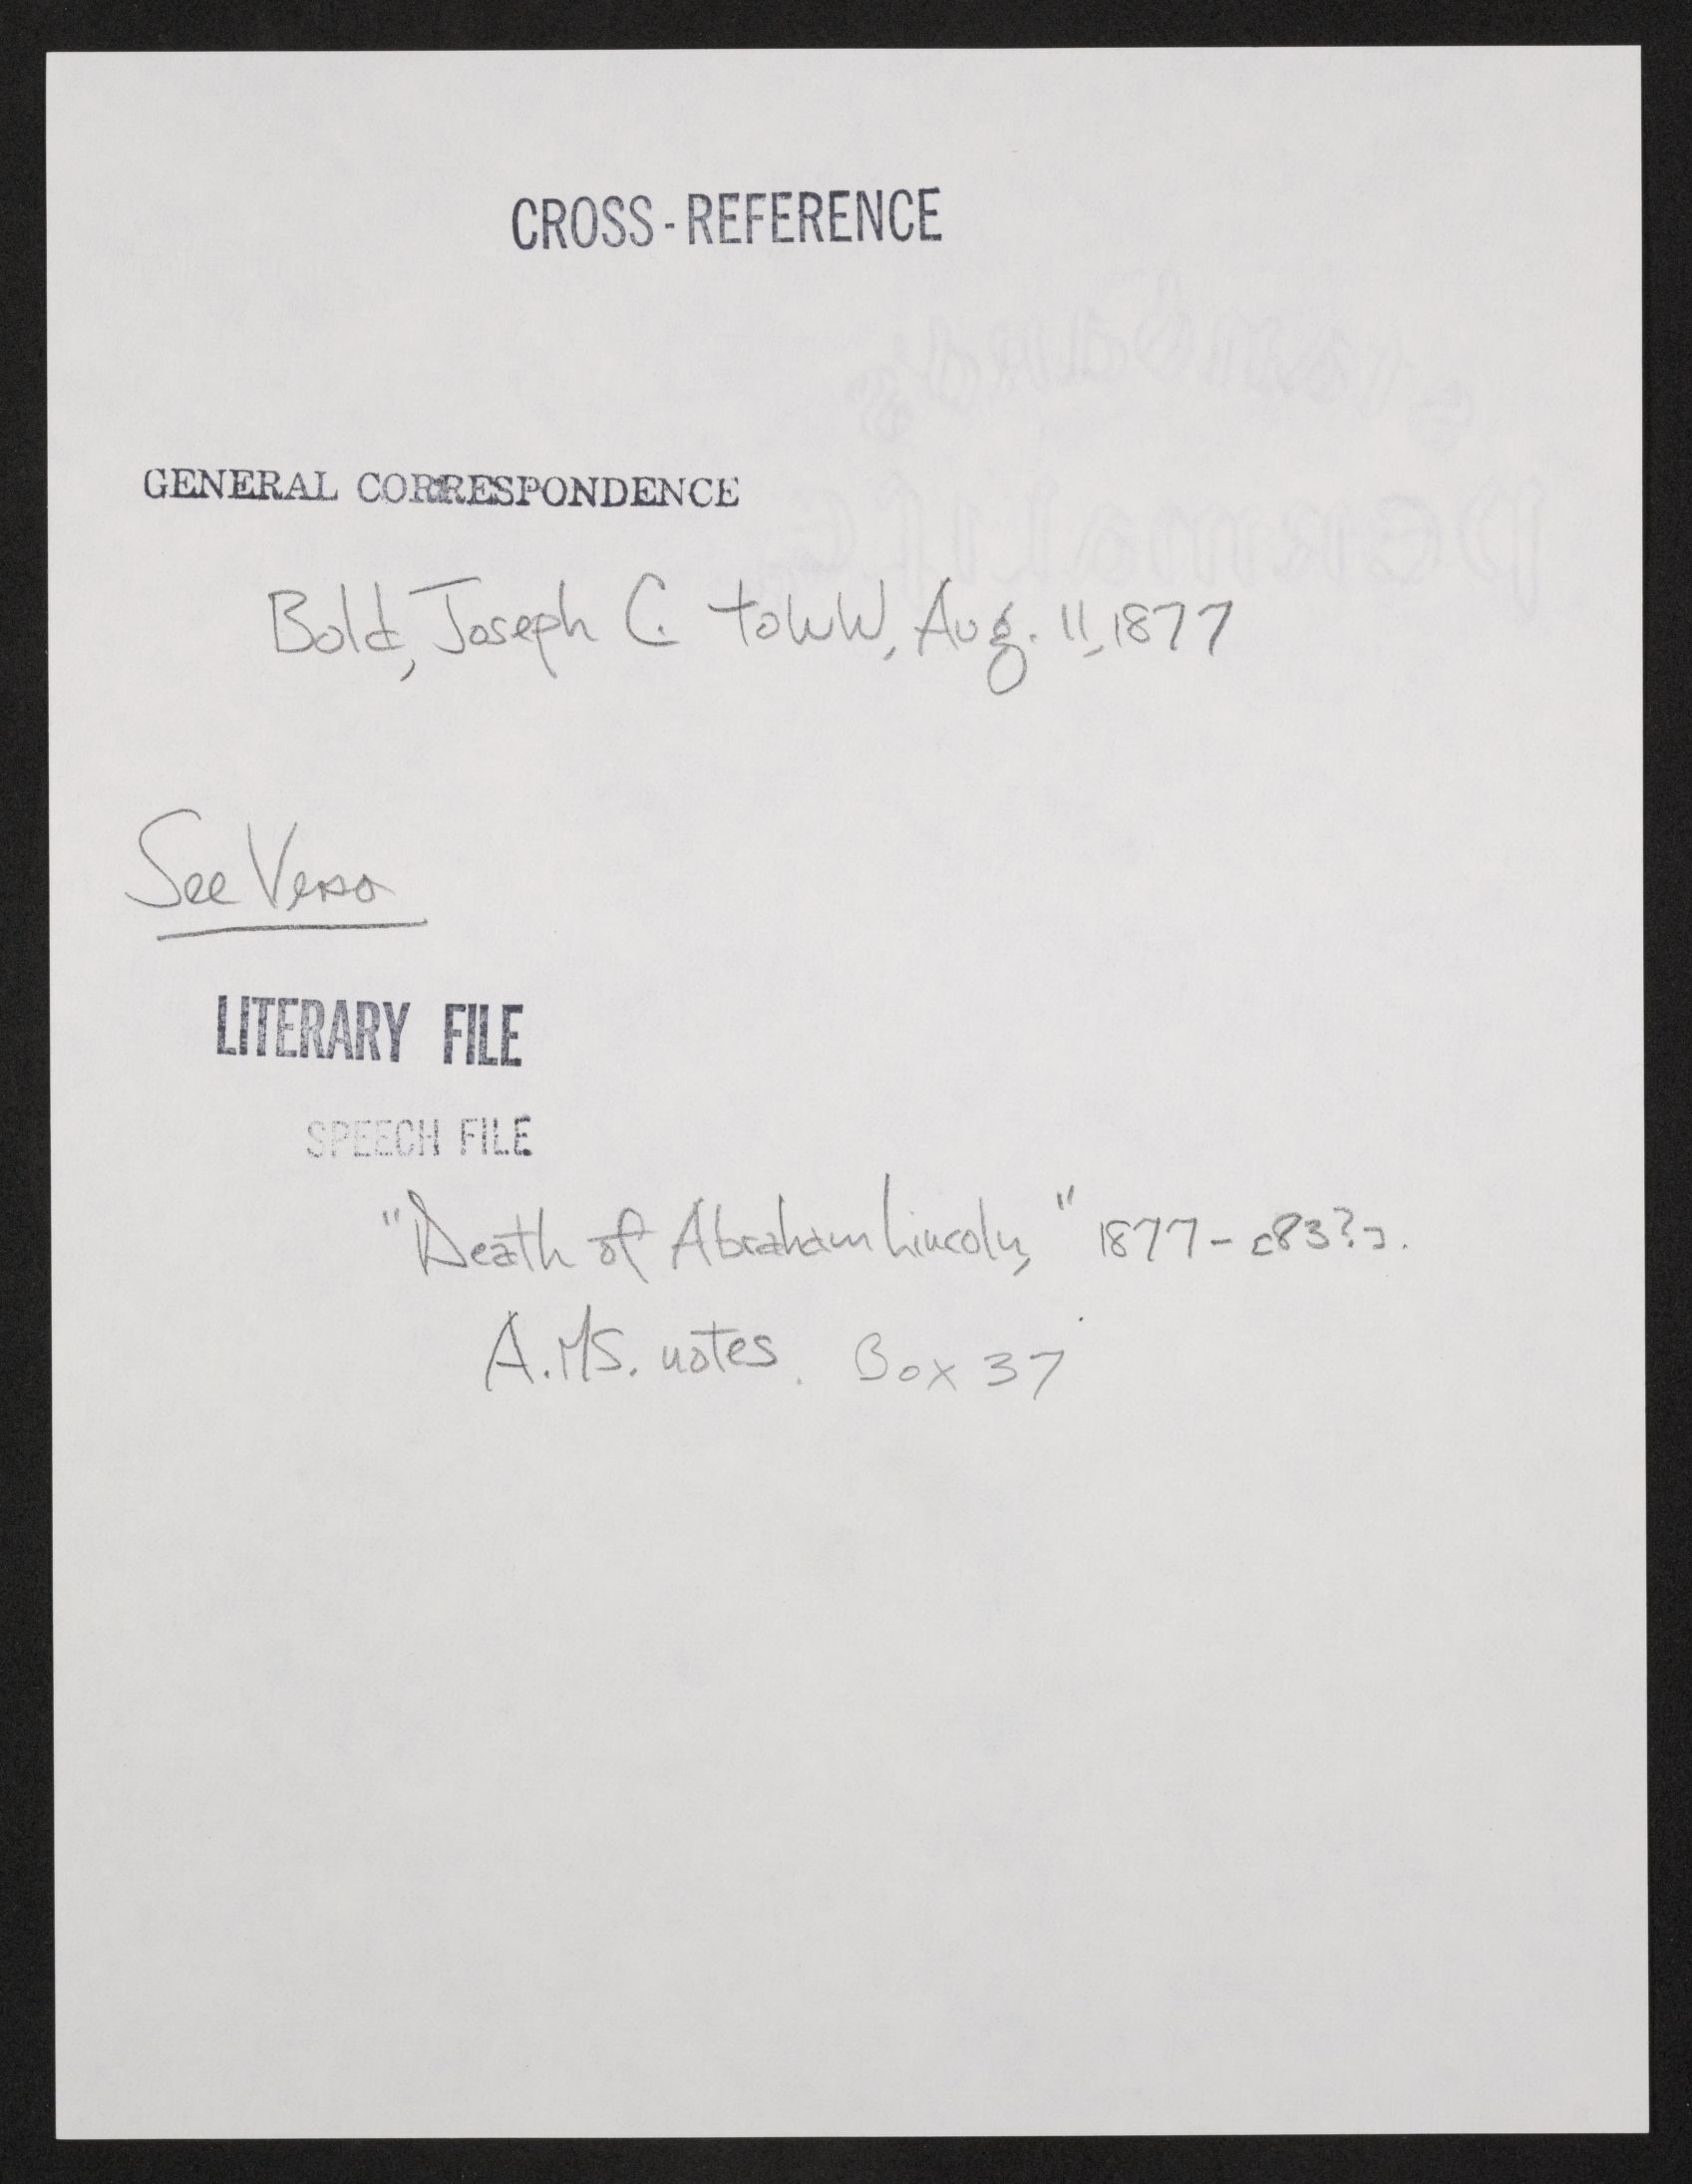 CROSS-REFERENCE
GENERAL CORRESPONDENCE
Bold, Joseph C. to WW, Aug. 11, 1877
See Verso
LITERARY FILE
SPEECH FILE
"Death of Abraham Lincoln," 1877-[83?].
A.MS. notes. Box 37